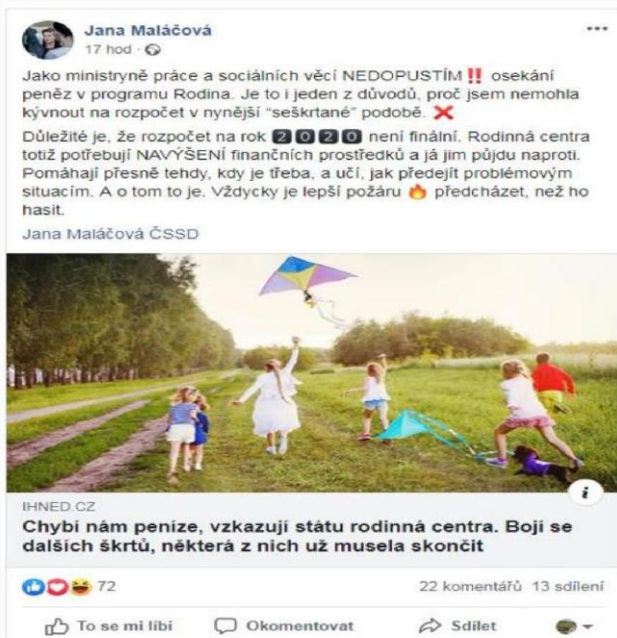 Jana Maláčová
17 hod ·
Jako ministryně práce a sociálních věcí NEDOPUSTÍM ‼ osekání
peněz v programu Rodina. Je to i jeden z důvodů, proč jsem nemohla
kývnout na rozpočet v nynější "seškrtané" podobě. ❌
Důležité je, že rozpočet na rok 2020 není finální. Rodinná centra
totiž potřebují NAVÝŠENÍ finančních prostředků a já jim půjdu naproti.
Pomáhají přesně tehdy, kdy je třeba, a učí, jak předejít problémovým
situacím. A o tom to je. Vždycky je lepší požáru 🔥 předcházet, než ho
hasit.
Jana Maláčová ČSSD
i
IHNED.CZ
Chybí nám peníze, vzkazují státu rodinná centra. Bojí se
dalších škrtů, některá z nich už musela skončit
72
22 komentářů 13 sdílení
To se mi líbí Okomentovat Sdílet